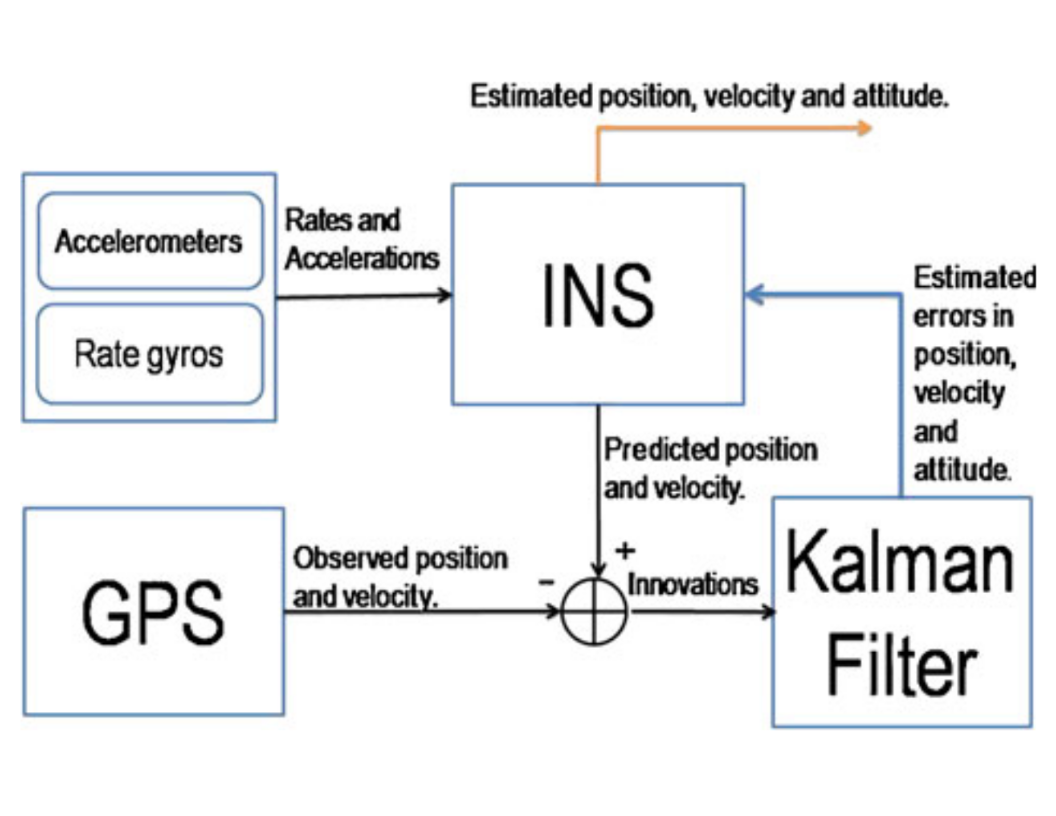 Estimated position, velocity and attitude.
Accelerometers
Rate gyros
Rates and
Accelerations
INS
Estimated
errors in
position,
velocity
and
attitude.
Predicted position
and velocity.
GPS
Observed position
and velocity.
-
+
Innovations
Kalman
Filter